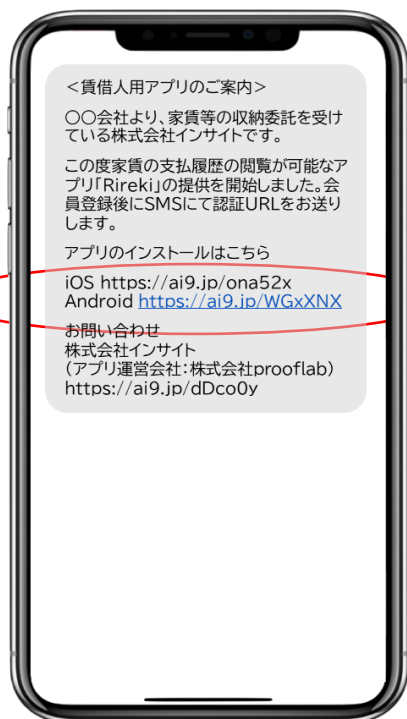 <賃借人用アプリのご案内>
〇〇会社より、家賃等の収納委託を受け
ている株式会社インサイトです。
この度家賃の支払履歴の閲覧が可能なア
プリ「Rireki」の提供を開始しました。会
員登録後にSMSにて認証URLをお送り
します。
アプリのインストールはこちら
iOS https://ai9.jp/ona52x
Android https://ai9.jp/WGxXNX
お問い合わせ
株式会社インサイト
(アプリ運営会社:株式会社prooflab)
https://ai9.jp/dDco0y